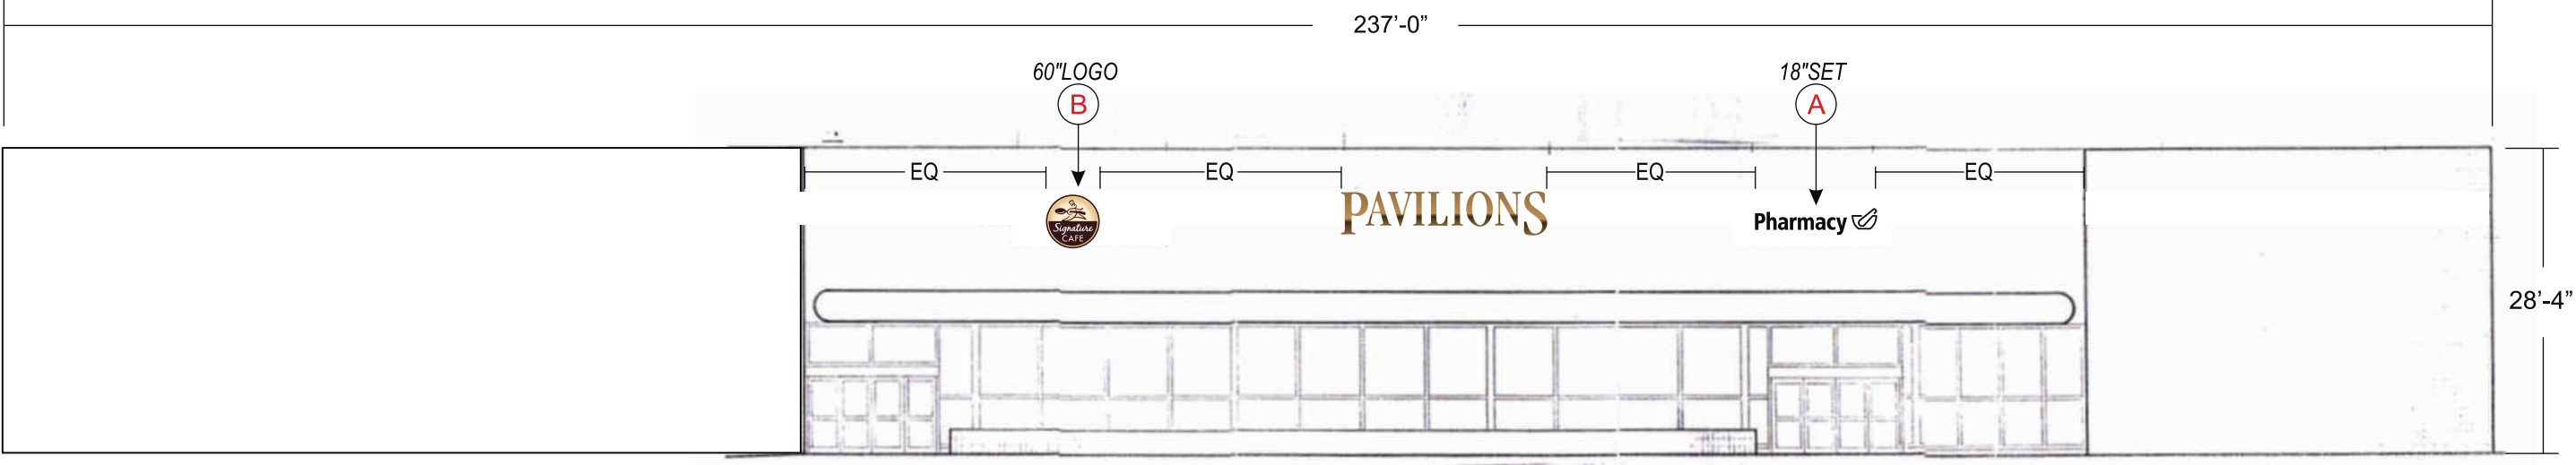 237’-0”
60"LOGO
18"SET
B
A
EQ
EQ
EQ
EQ
PAVILIONS
Signature
CAFE
Pharmacy
28’-4”